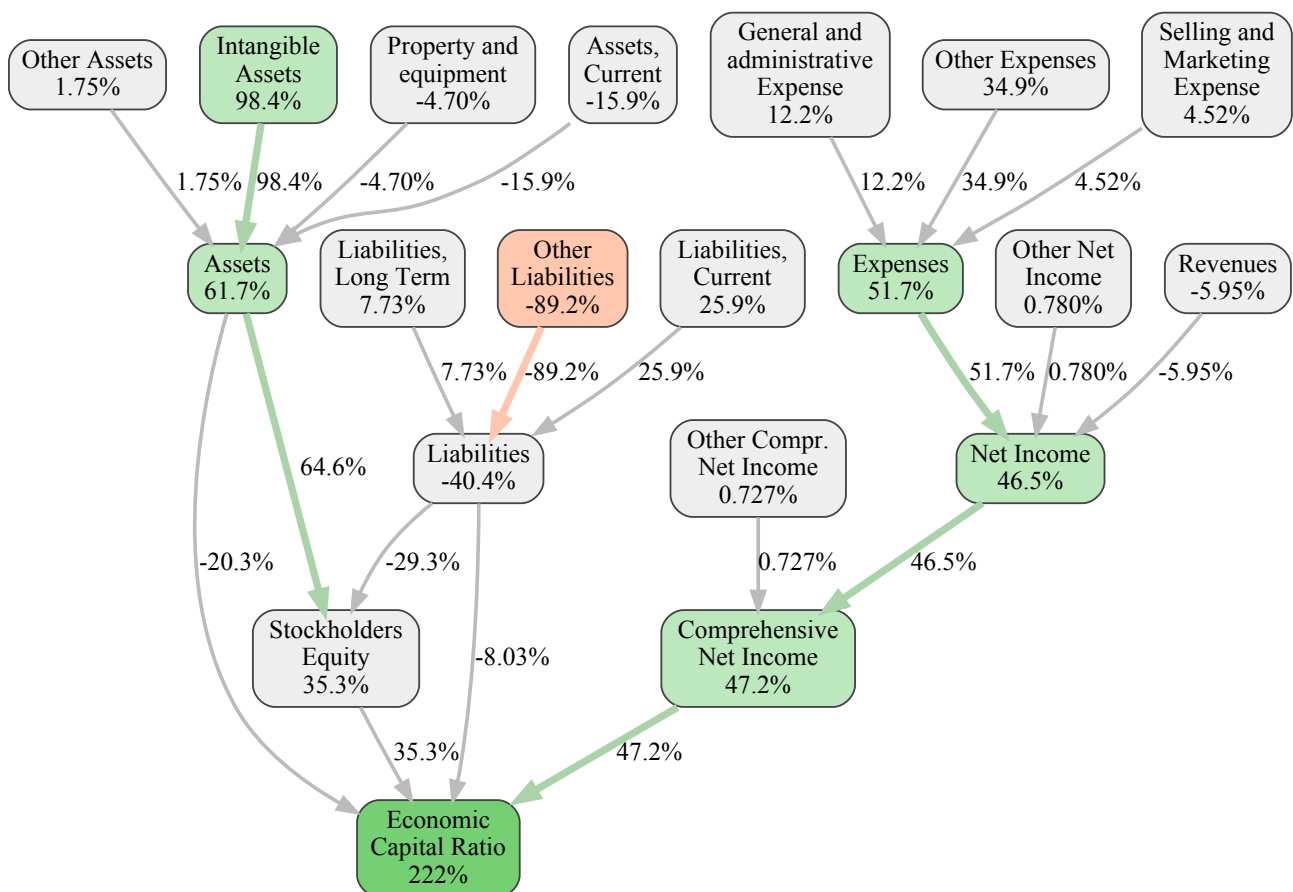 Other Assets
1.75%
Intangible
Assets
98.4%
Property and
equipment
-4.70%
Assets,
Current
-15.9%
General and
administrative
Expense
12.2%
Other Expenses
34.9%
Selling and
Marketing
Expense
4.52%
1.75%
98.4%
-4.70%
-15.9%
12.2%
34.9%
4.52%
Assets
61.7%
Liabilities,
Long Term
7.73%
Other
Liabilities
-89.2%
Liabilities,
Current
25.9%
Expenses
51.7%
Other Net
Income
0.780%
Revenues
-5.95%
7.73%
-89.2%
25.9%
51.7%
0.780%
-5.95%
64.6%
Liabilities
-40.4%
Other Compr.
Net Income
0.727%
Net Income
46.5%
-20.3%
-29.3%
0.727%
46.5%
Stockholders
Equity
35.3%
-8.03%
Comprehensive
Net Income
47.2%
35.3%
47.2%
Economic
Capital Ratio
222%